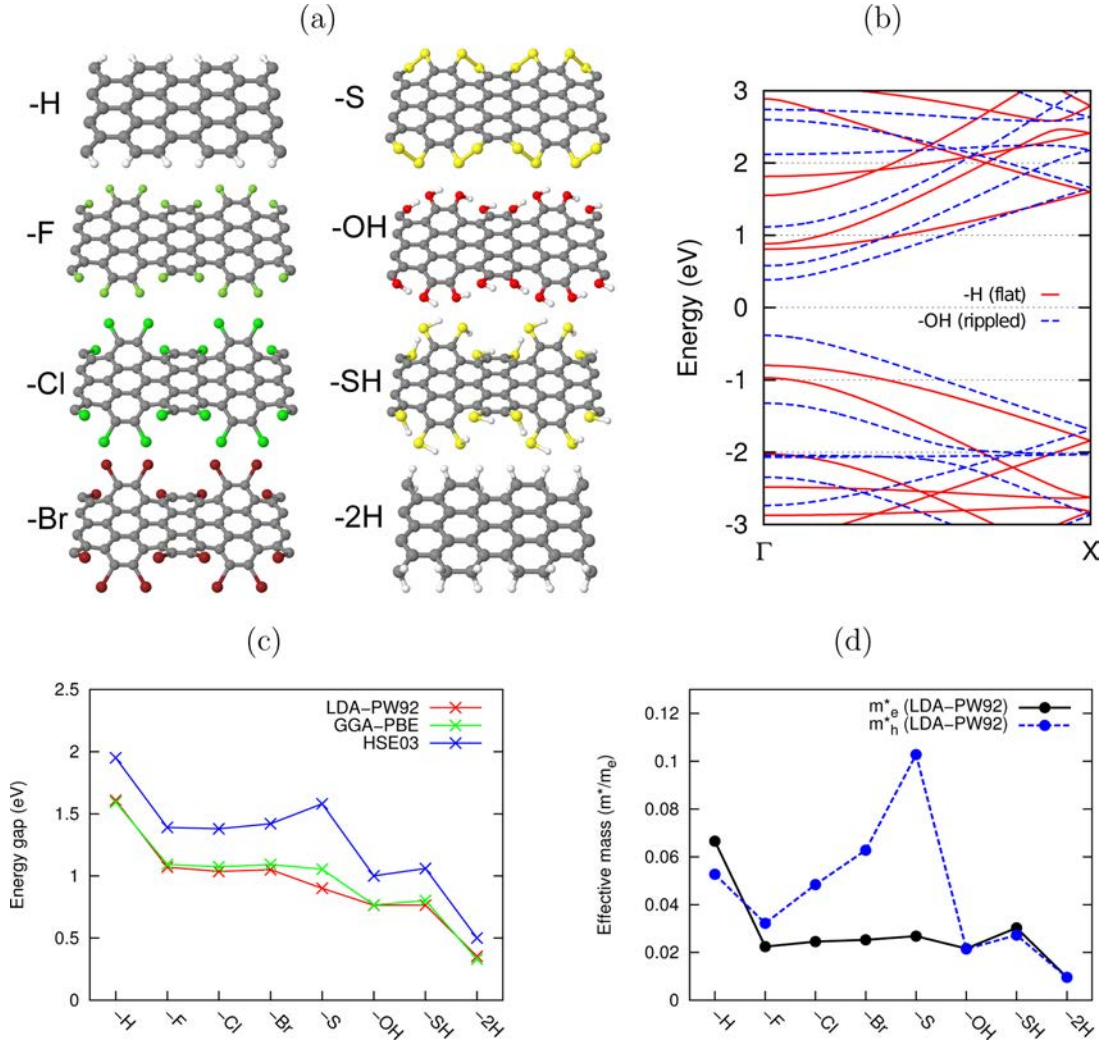 (a)
-H
-S
-F
-OH
-Cl
-SH
-Br
-2H
(b)
3
2
1
0
-1
-2
-3
Energy (eV)
-H (flat)
-OH (rippled)
Γ
X
(c)
2.5
2
1.5
1
0.5
0
Energy gap (eV)
LDA-PW92
GGA-PBE
HSE03
-H
-F
-Cl
-Br
-S
-OH
-SH
-2H
(d)
0.12
0.1
0.08
0.06
0.04
0.02
0
Effective mass (m*/mₑ)
m*ₑ (LDA-PW92)
m*ₕ (LDA-PW92)
-H
-F
-Cl
-Br
-S
-OH
-SH
-2H